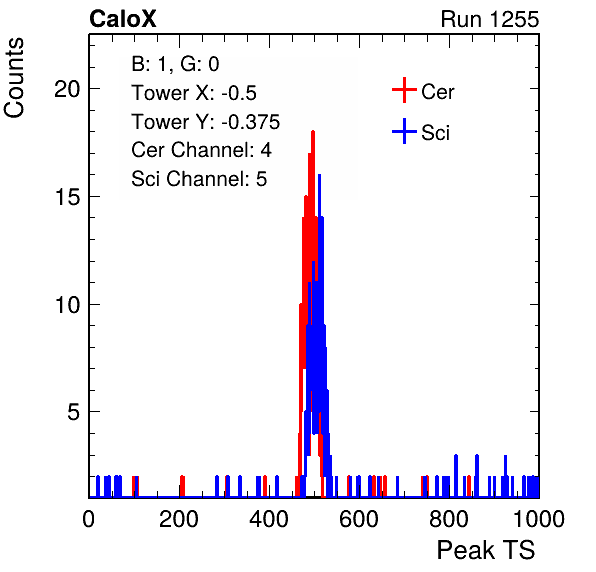 CaloX Run 1255
Counts
B: 1, G: 0
Tower X: -0.5
Tower Y: -0.375
Cer Channel: 4
Sci Channel: 5
Cer
Sci
20
15
10
5
0 200 400 600 800 1000
Peak TS